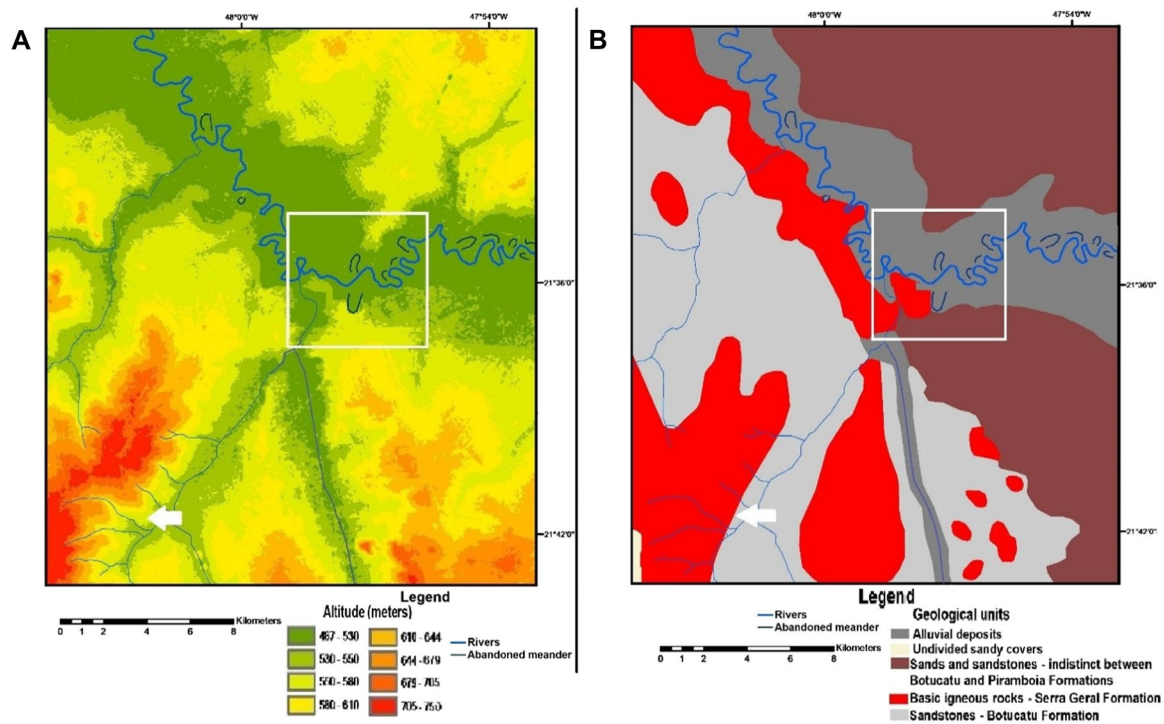 A
48°0'0"W
47°54'0"W
21°36'0"
21°42'0"
0 1 2 4 6 8 Kilometers
Legend
Altitude (meters)
487 - 530
530 - 550
550 - 580
580 - 610
610 - 644
644 - 679
679 - 705
705 - 750
Rivers
Abandoned meander
B
48°0'0"W
47°54'0"W
21°36'0"
21°42'0"
Legend
Rivers
Abandoned meander
0 1 2 4 6 8 Kilometers
Geological units
Alluvial deposits
Undivided sandy covers
Sands and sandstones - indistinct between
Botucatu and Piramboia Formations
Basic igneous rocks - Serra Geral Formation
Sandstones - Botucatu Formation